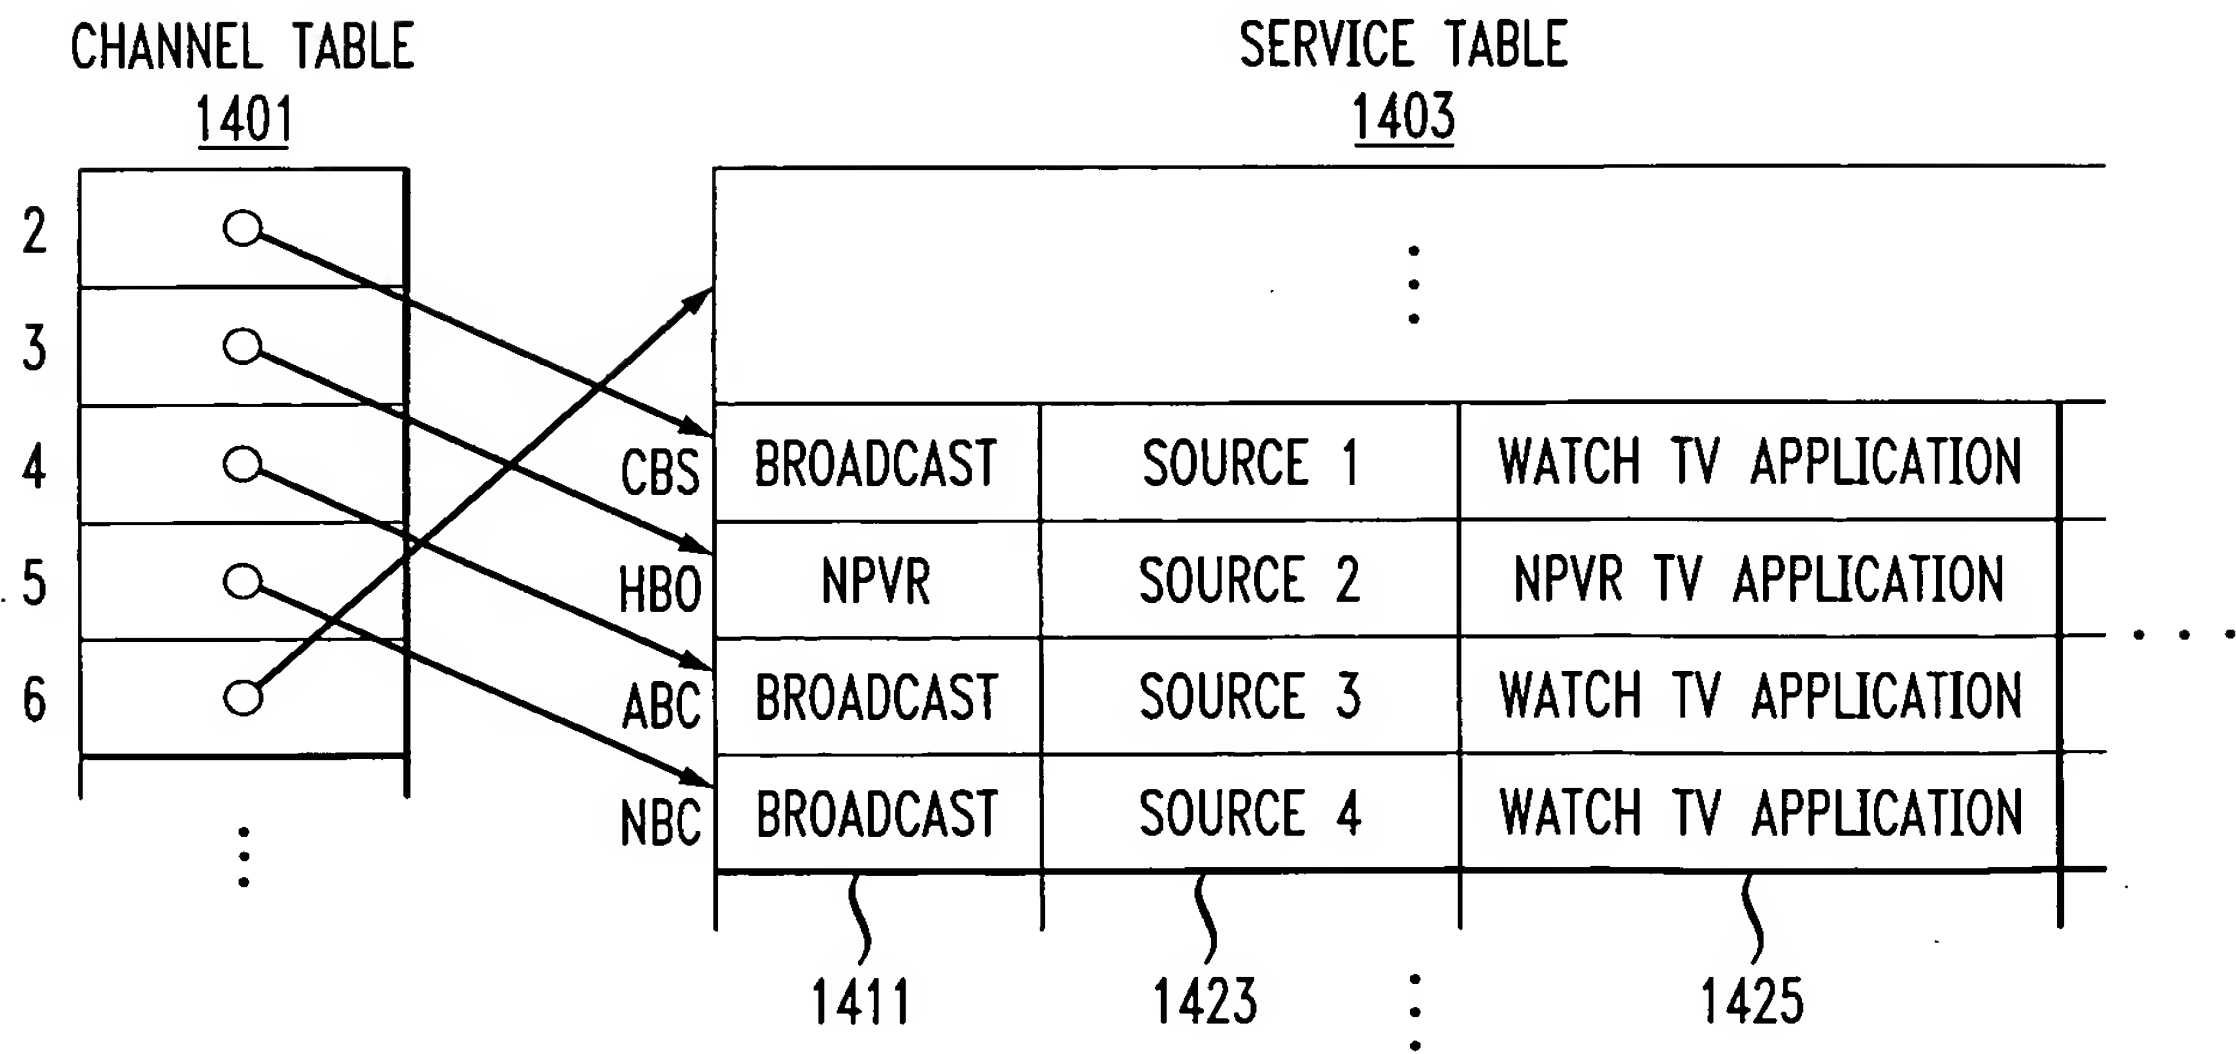 CHANNEL TABLE
1401
SERVICE TABLE
1403
2
3
4
5
6
CBS BROADCAST SOURCE 1 WATCH TV APPLICATION
HBO NPVR SOURCE 2 NPVR TV APPLICATION
ABC BROADCAST SOURCE 3 WATCH TV APPLICATION
NBC BROADCAST SOURCE 4 WATCH TV APPLICATION
1411 1423 1425